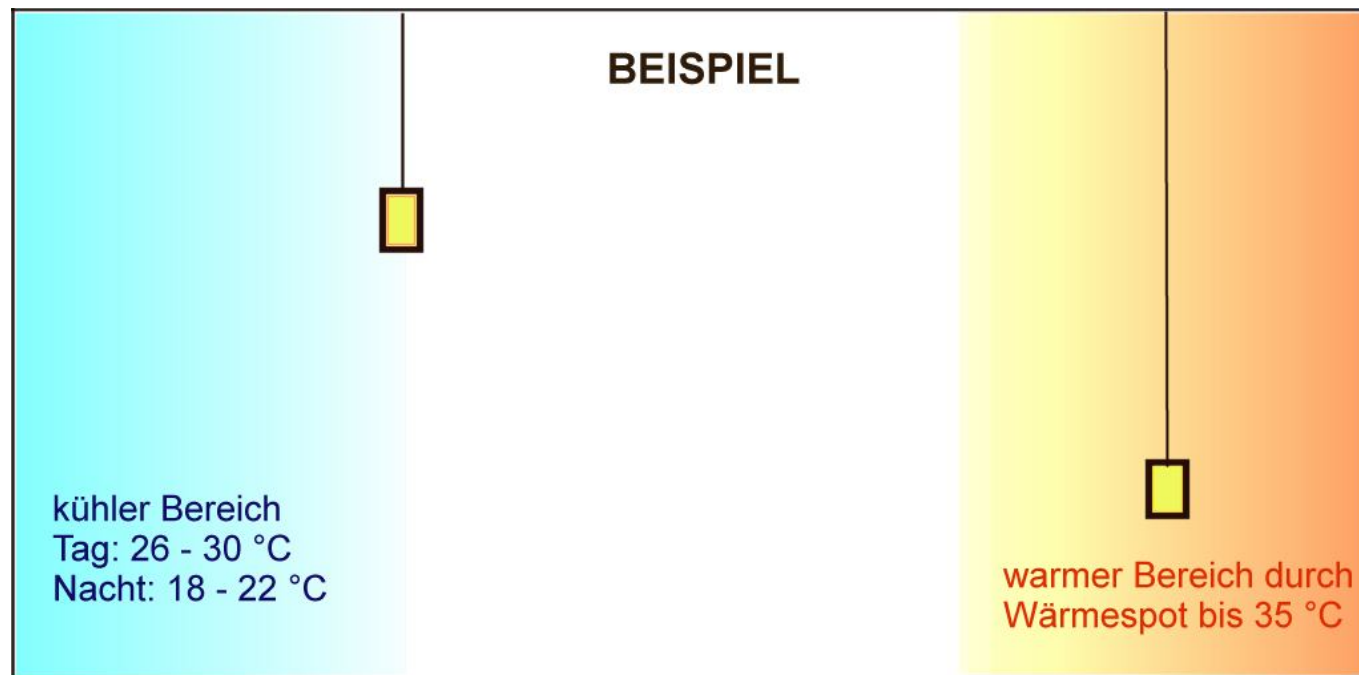 BEISPIEL
kühler Bereich
Tag: 26 - 30 °C
Nacht: 18 - 22 °C
warmer Bereich durch
Wärmespot bis 35 °C